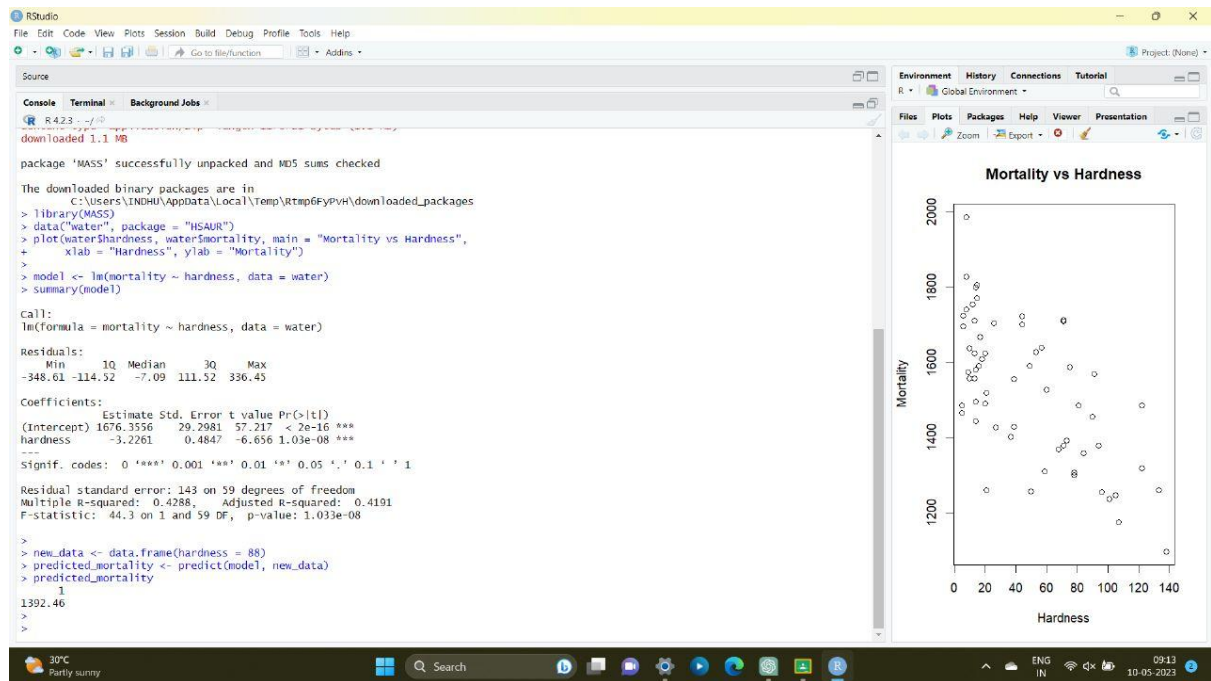 RStudio
File Edit Code View Plots Session Build Debug Profile Tools Help
Go to file/function Addins
Project: (None)
Source
Console Terminal Background Jobs
R 4.2.3 · ~/
downloaded 1.1 MB
package ‘MASS’ successfully unpacked and MD5 sums checked
The downloaded binary packages are in
C:\Users\INDHU\AppData\Local\Temp\Rtmp6FyPvH\downloaded_packages
> library(MASS)
> data("water", package = "HSAUR")
> plot(water$hardness, water$mortality, main = "Mortality vs Hardness",
+ xlab = "Hardness", ylab = "Mortality")
>
> model <- lm(mortality ~ hardness, data = water)
> summary(model)
Call:
lm(formula = mortality ~ hardness, data = water)
Residuals:
Min 1Q Median 3Q Max
-348.61 -114.52 -7.09 111.52 336.45
Coefficients:
Estimate Std. Error t value Pr(>|t|)
(Intercept) 1676.3556 29.2981 57.217 < 2e-16 ***
hardness -3.2261 0.4847 -6.656 1.03e-08 ***
---
Signif. codes: 0 ‘***’ 0.001 ‘**’ 0.01 ‘*’ 0.05 ‘.’ 0.1 ‘ ’ 1
Residual standard error: 143 on 59 degrees of freedom
Multiple R-squared: 0.4288, Adjusted R-squared: 0.4191
F-statistic: 44.3 on 1 and 59 DF, p-value: 1.033e-08
>
> new_data <- data.frame(hardness = 88)
> predicted_mortality <- predict(model, new_data)
> predicted_mortality
1
1392.46
>
>
Environment History Connections Tutorial
R Global Environment
Files Plots Packages Help Viewer Presentation
Zoom Export
Mortality vs Hardness
2000
1800
1600
1400
1200
Mortality
0 20 40 60 80 100 120 140
Hardness
30°C
Partly sunny
Search
ENG
IN
09:13
10-05-2023
2